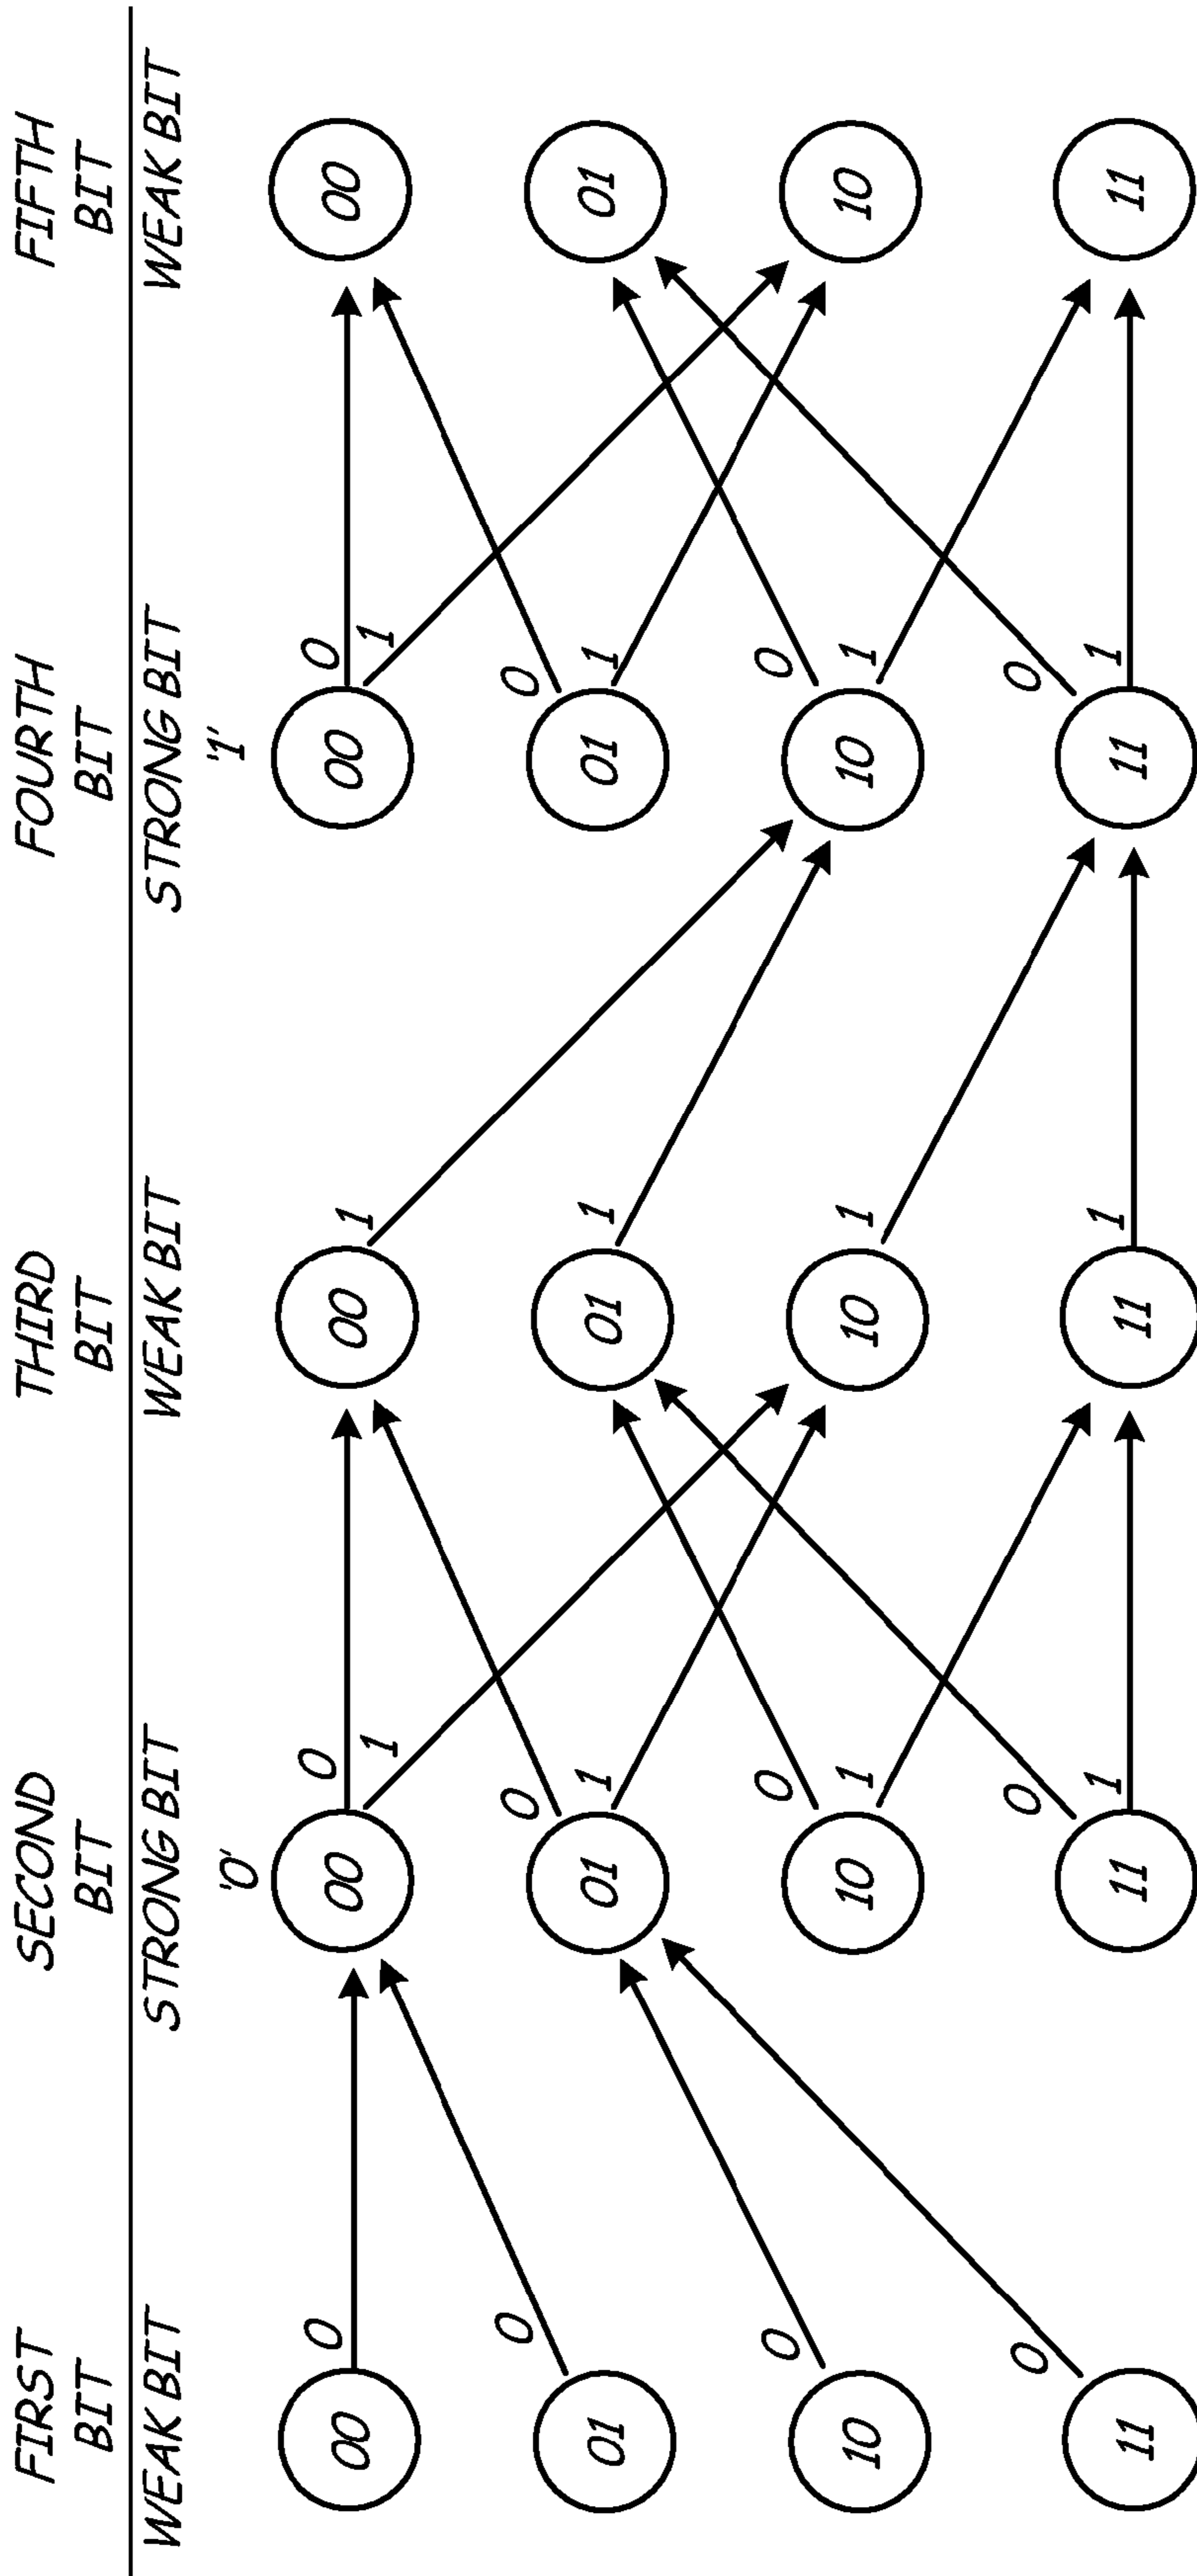 FIRST SECOND THIRD FOURTH FIFTH
BIT BIT BIT BIT BIT
WEAK BIT STRONG BIT WEAK BIT STRONG BIT WEAK BIT
'0' '1'
0 0 0
00 00 00 00 00
1 1 1
0 0 0
01 01 1 01 1 01 1 01
0 0 0
10 10 1 10 1 10 1 10
0 0 0
11 11 1 11 1 11 1 11